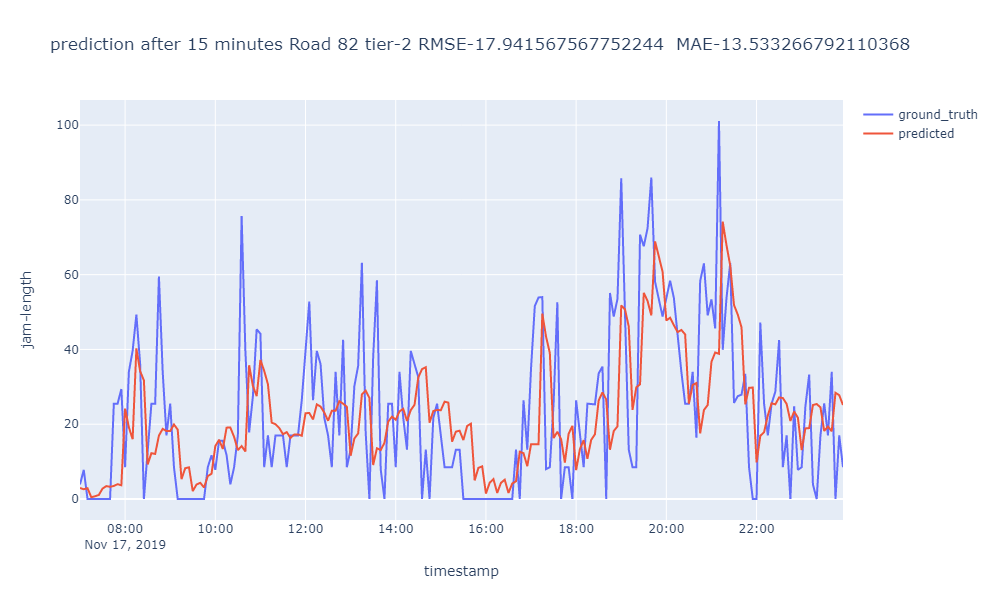 prediction after 15 minutes Road 82 tier-2 RMSE-17.941567567752244  MAE-13.533266792110368
ground_truth
predicted
100
80
60
40
20
0
jam-length
08:00 10:00 12:00 14:00 16:00 18:00 20:00 22:00
Nov 17, 2019
timestamp